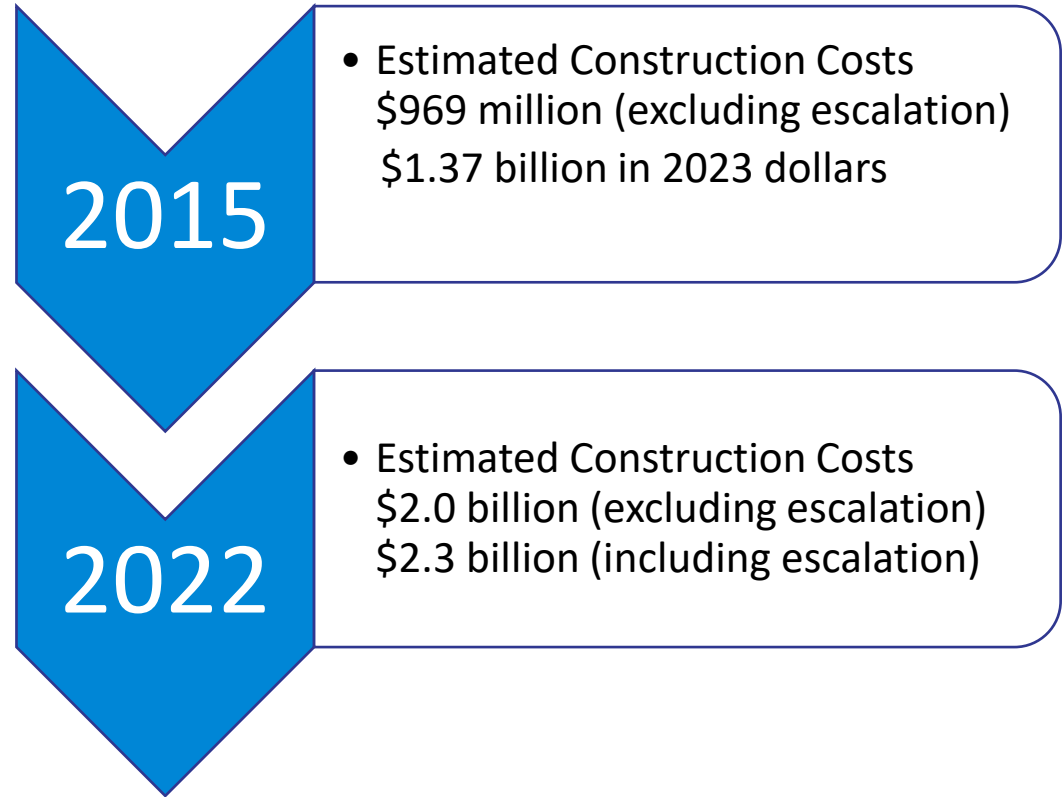 2015
• Estimated Construction Costs
$969 million (excluding escalation)
$1.37 billion in 2023 dollars
2022
• Estimated Construction Costs
$2.0 billion (excluding escalation)
$2.3 billion (including escalation)